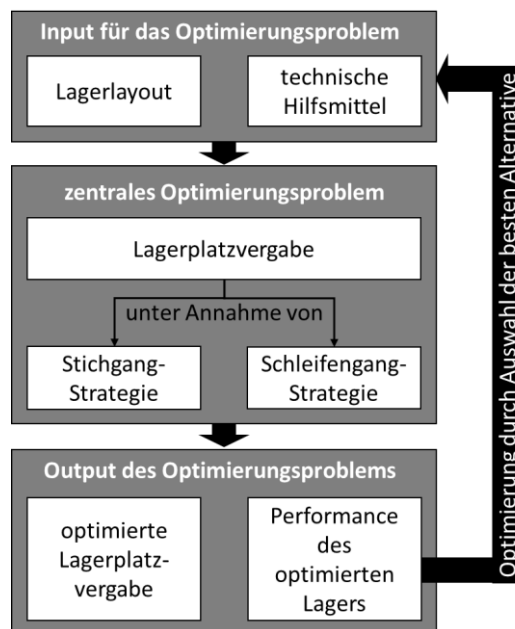 Input für das Optimierungsproblem
Lagerlayout
technische
Hilfsmittel
zentrales Optimierungsproblem
Lagerplatzvergabe
unter Annahme von
Stichgang-
Strategie
Schleifengang-
Strategie
Output des Optimierungsproblems
optimierte
Lagerplatz-
vergabe
Performance
des
optimierten
Lagers
Optimierung durch Auswahl der besten Alternative